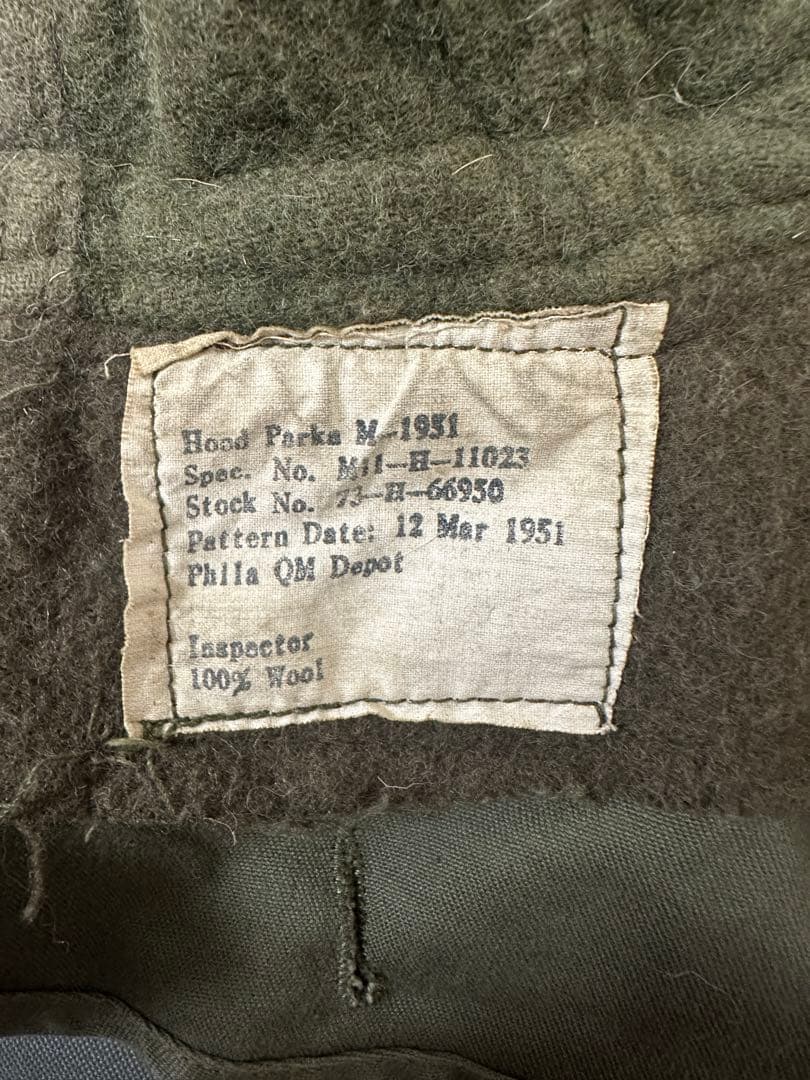 Hood Parka M-1951
Spec. No. Mil-H-11023
Stock No. 73-H-66950
Pattern Date: 12 Mar 1951
Phila QM Depot
Inspector
100% Wool